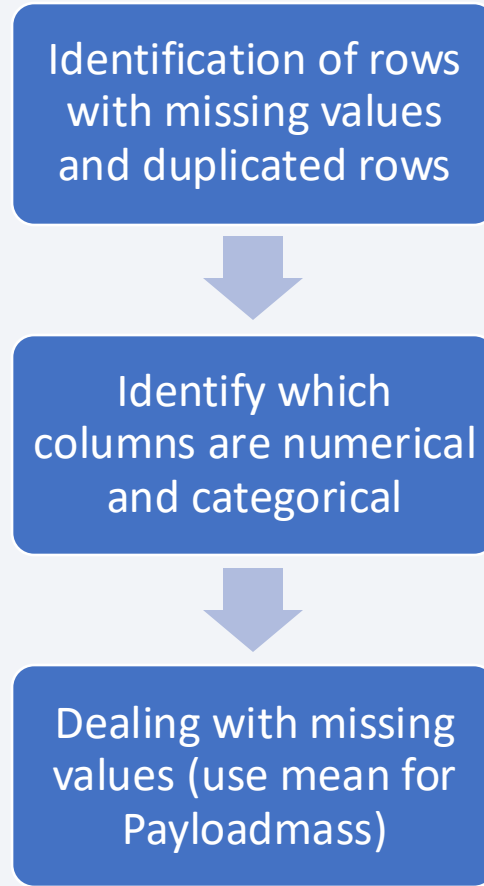 Identification of rows
with missing values
and duplicated rows
Identify which
columns are numerical
and categorical
Dealing with missing
values (use mean for
Payloadmass)